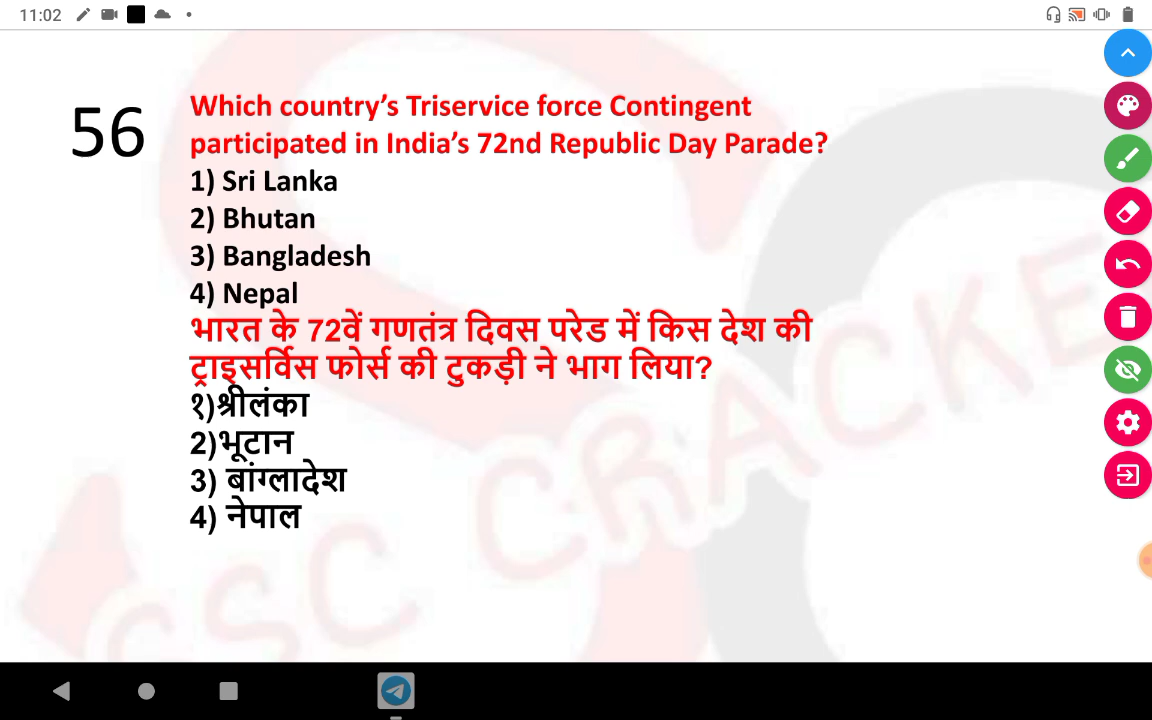 11:02
56
Which country’s Triservice force Contingent
participated in India’s 72nd Republic Day Parade?
1) Sri Lanka
2) Bhutan
3) Bangladesh
4) Nepal
भारत के 72वें गणतंत्र दिवस परेड में किस देश की
ट्राइसर्विस फोर्स की टुकड़ी ने भाग लिया?
१)श्रीलंका
2)भूटान
3) बांग्लादेश
4) नेपाल
SSC CRACKE